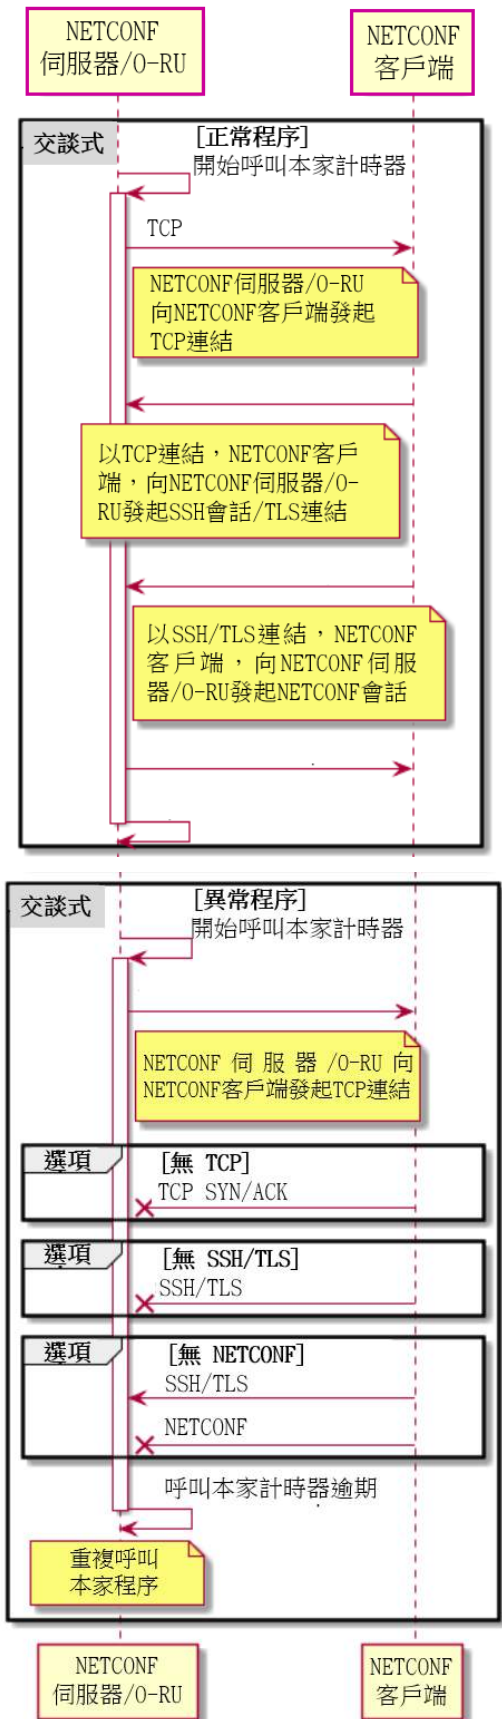 NETCONF
伺服器/O-RU
NETCONF
客戶端
交談式
[正常程序]
開始呼叫本家計時器
TCP
NETCONF伺服器/O-RU
向NETCONF客戶端發起
TCP連結
以TCP連結，NETCONF客戶
端，向NETCONF伺服器/O-
RU發起SSH會話/TLS連結
以SSH/TLS連結，NETCONF
客戶端，向NETCONF伺服
器/O-RU發起NETCONF會話
交談式
[異常程序]
開始呼叫本家計時器
NETCONF 伺 服 器 /O-RU 向
NETCONF客戶端發起TCP連結
選項
[無 TCP]
TCP SYN/ACK
選項
[無 SSH/TLS]
SSH/TLS
選項
[無 NETCONF]
SSH/TLS
NETCONF
呼叫本家計時器逾期
重複呼叫
本家程序
NETCONF
伺服器/O-RU
NETCONF
客戶端